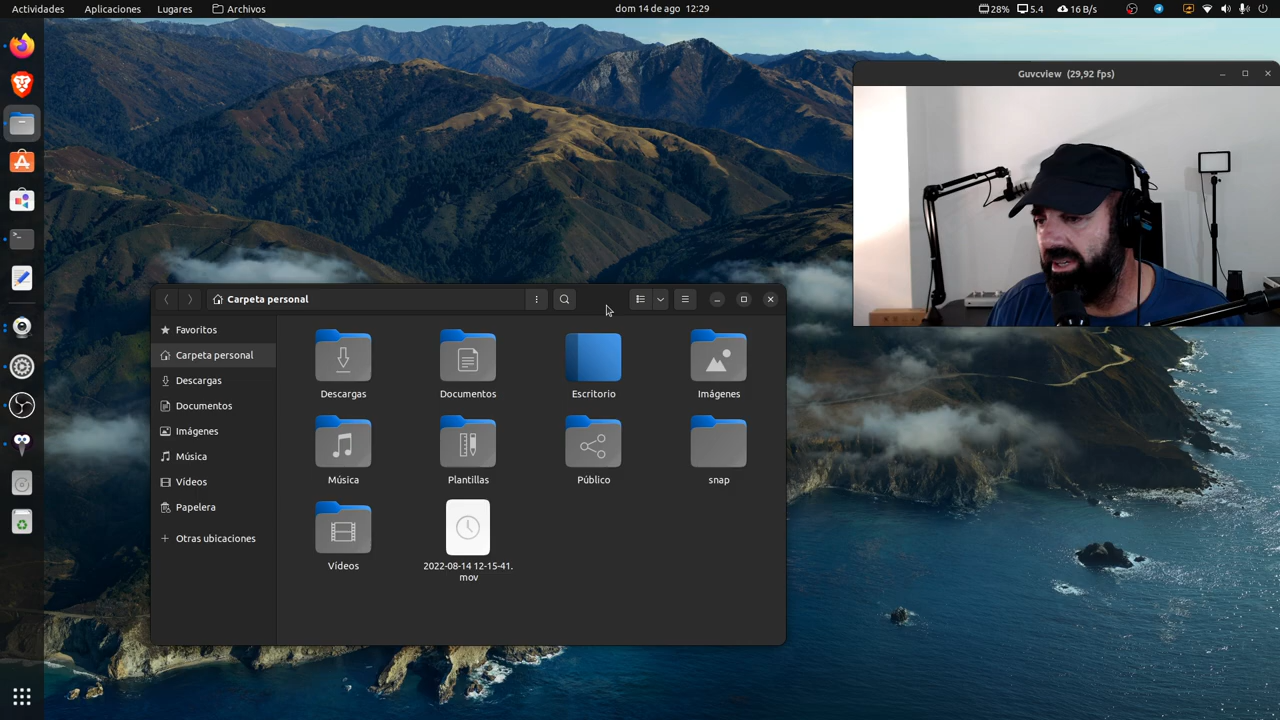 Actividades Aplicaciones Lugares Archivos dom 14 de ago 12:29 28% 5.4 16 B/s
Guvcview (29,92 fps)
Carpeta personal
Favoritos
Carpeta personal
Descargas
Documentos
Imágenes
Música
Vídeos
Papelera
Otras ubicaciones
Descargas Documentos Escritorio Imágenes
Música Plantillas Público snap
Vídeos 2022-08-14 12-15-41.
mov